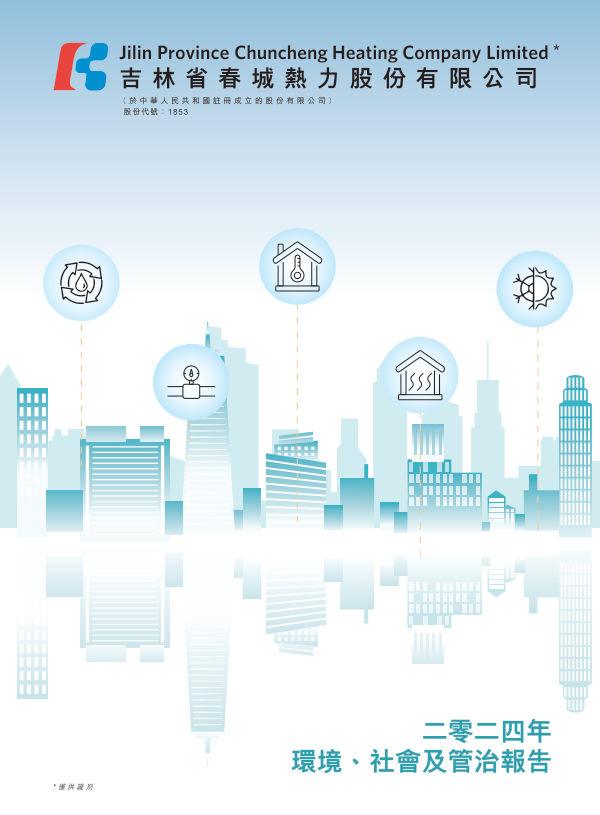 Jilin Province Chuncheng Heating Company Limited *
吉林省春城熱力股份有限公司
（於中華人民共和國註冊成立的股份有限公司）
股份代號：1853
二零二四年
環境、社會及管治報告
*僅供識別